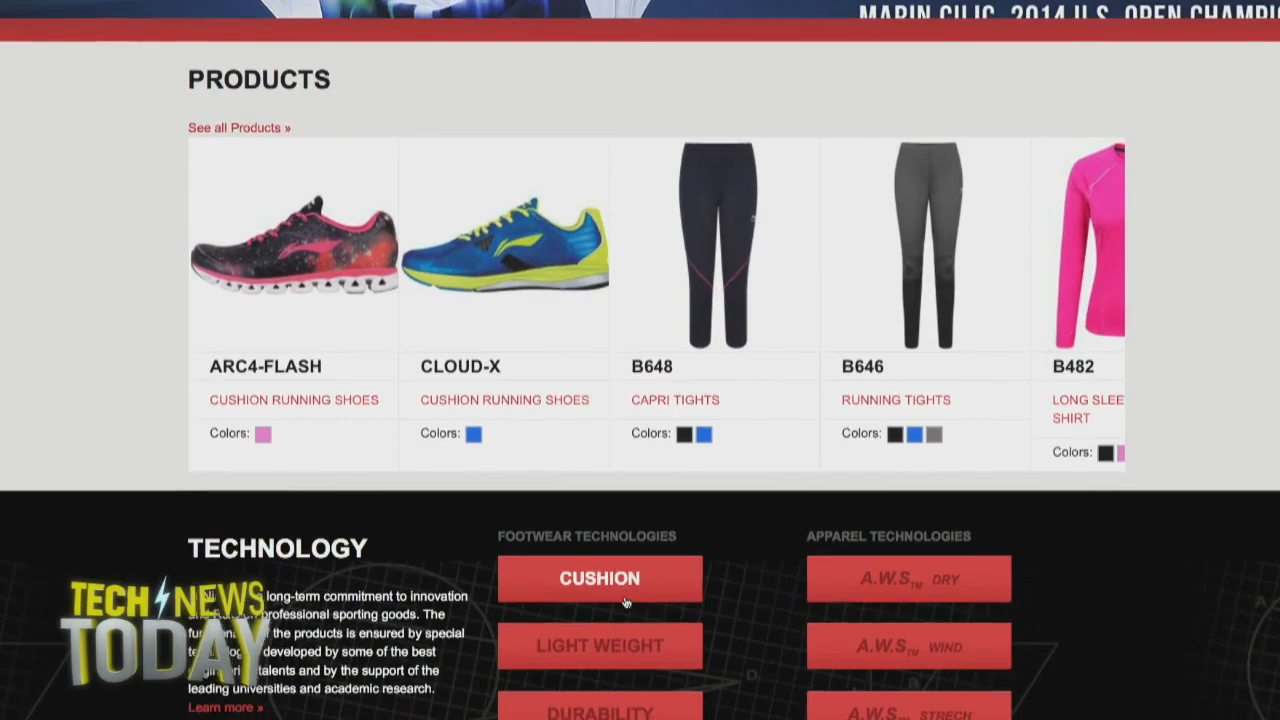 MARIN CILIC, 2014 U.S. OPEN CHAMPI
PRODUCTS
See all Products »
ARC4-FLASH
CUSHION RUNNING SHOES
Colors:
CLOUD-X
CUSHION RUNNING SHOES
Colors:
B648
CAPRI TIGHTS
Colors:
B646
RUNNING TIGHTS
Colors:
B482
LONG SLEE
SHIRT
Colors:
TECHNOLOGY
long-term commitment to innovation
professional sporting goods. The
the products is ensured by special
developed by some of the best
talents and by the support of the
leading universities and academic research.
Learn more »
FOOTWEAR TECHNOLOGIES
CUSHION
LIGHT WEIGHT
DURABILITY
APPAREL TECHNOLOGIES
A.W.S TM DRY
A.W.S TM WIND
A.W.S TM STRECH
TECH NEWS
TODAY